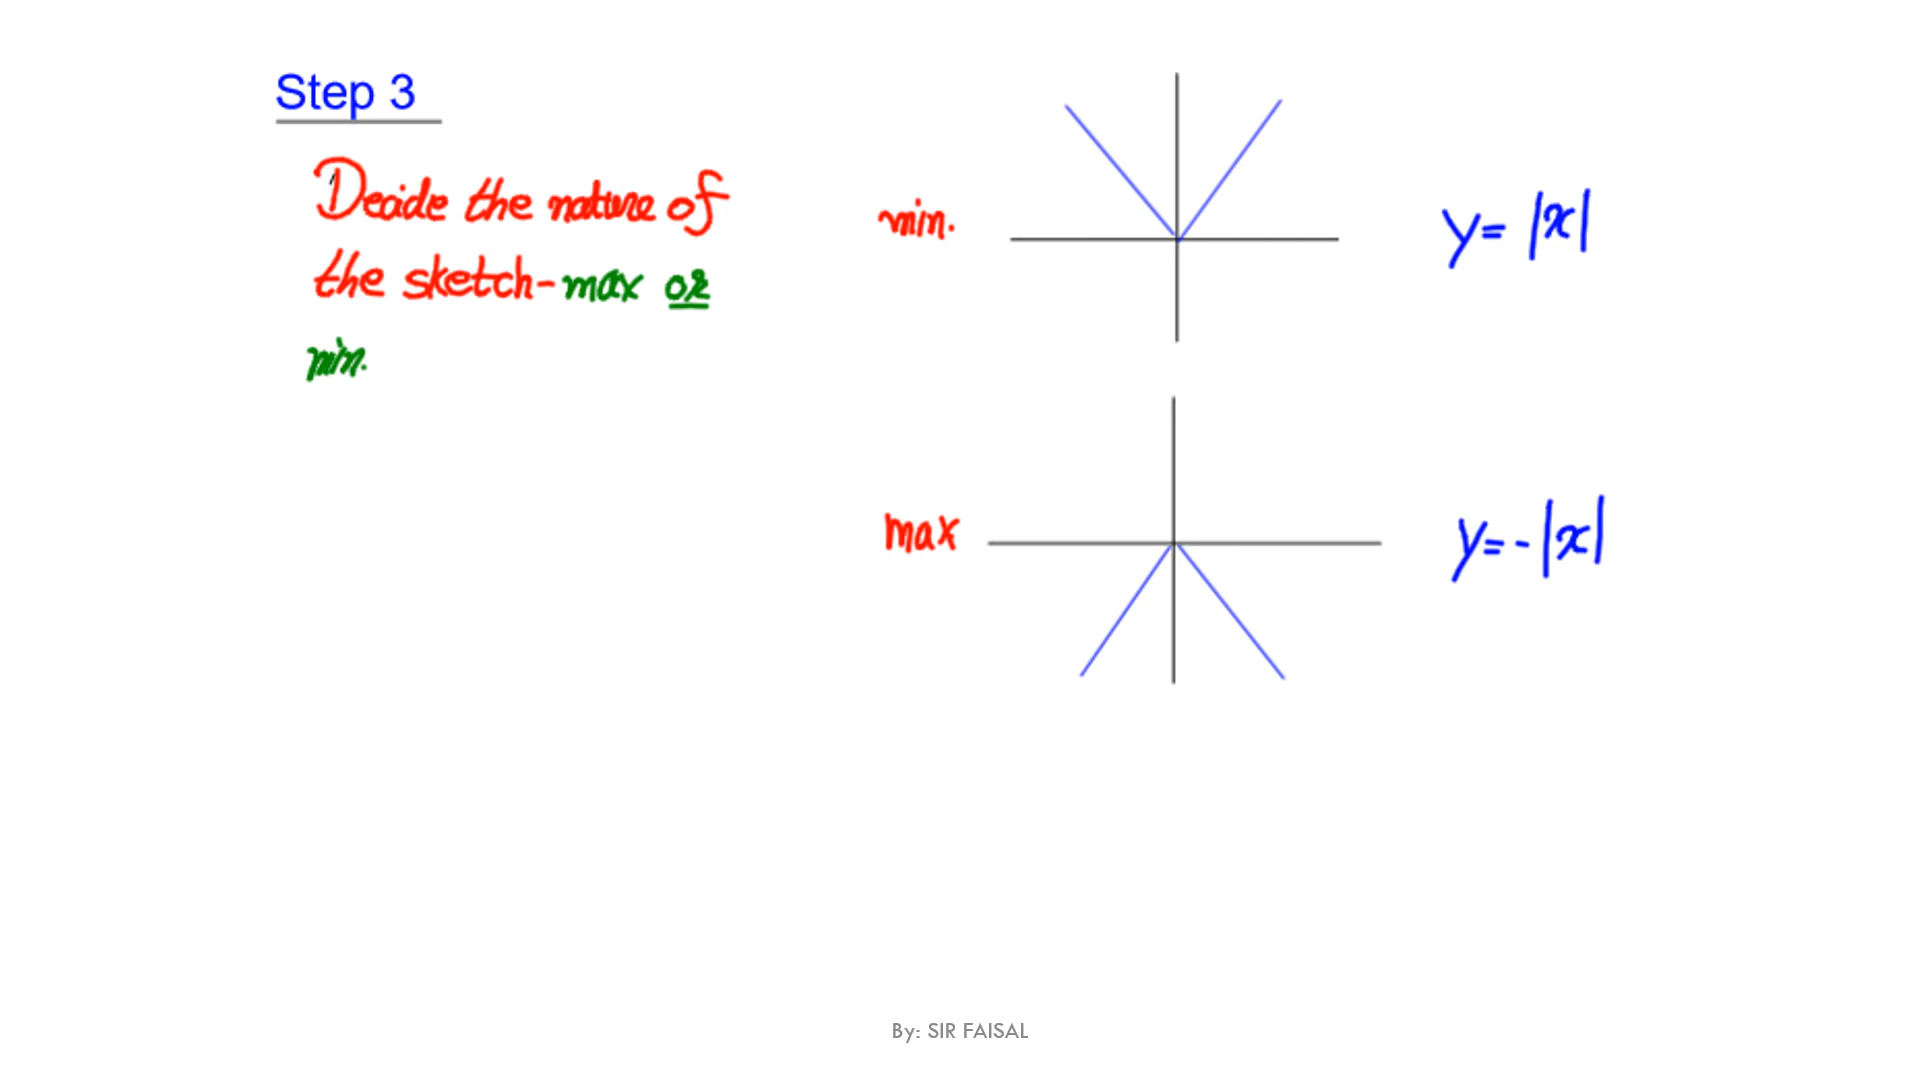 Step 3
Decide the nature of
the sketch - max or
min.
min.
y = |x|
max
y = - |x|
By: SIR FAISAL